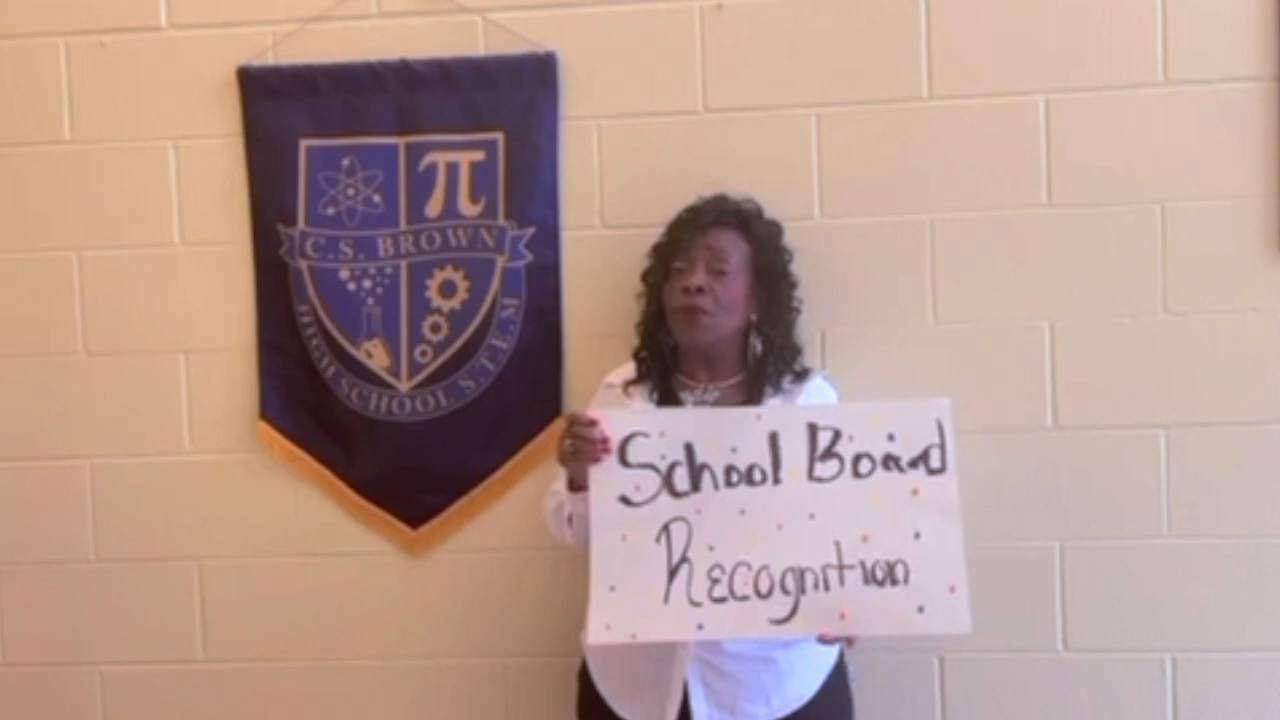 π
C.S. BROWN
HIGH SCHOOL S.T.E.M
School Board
Recognition